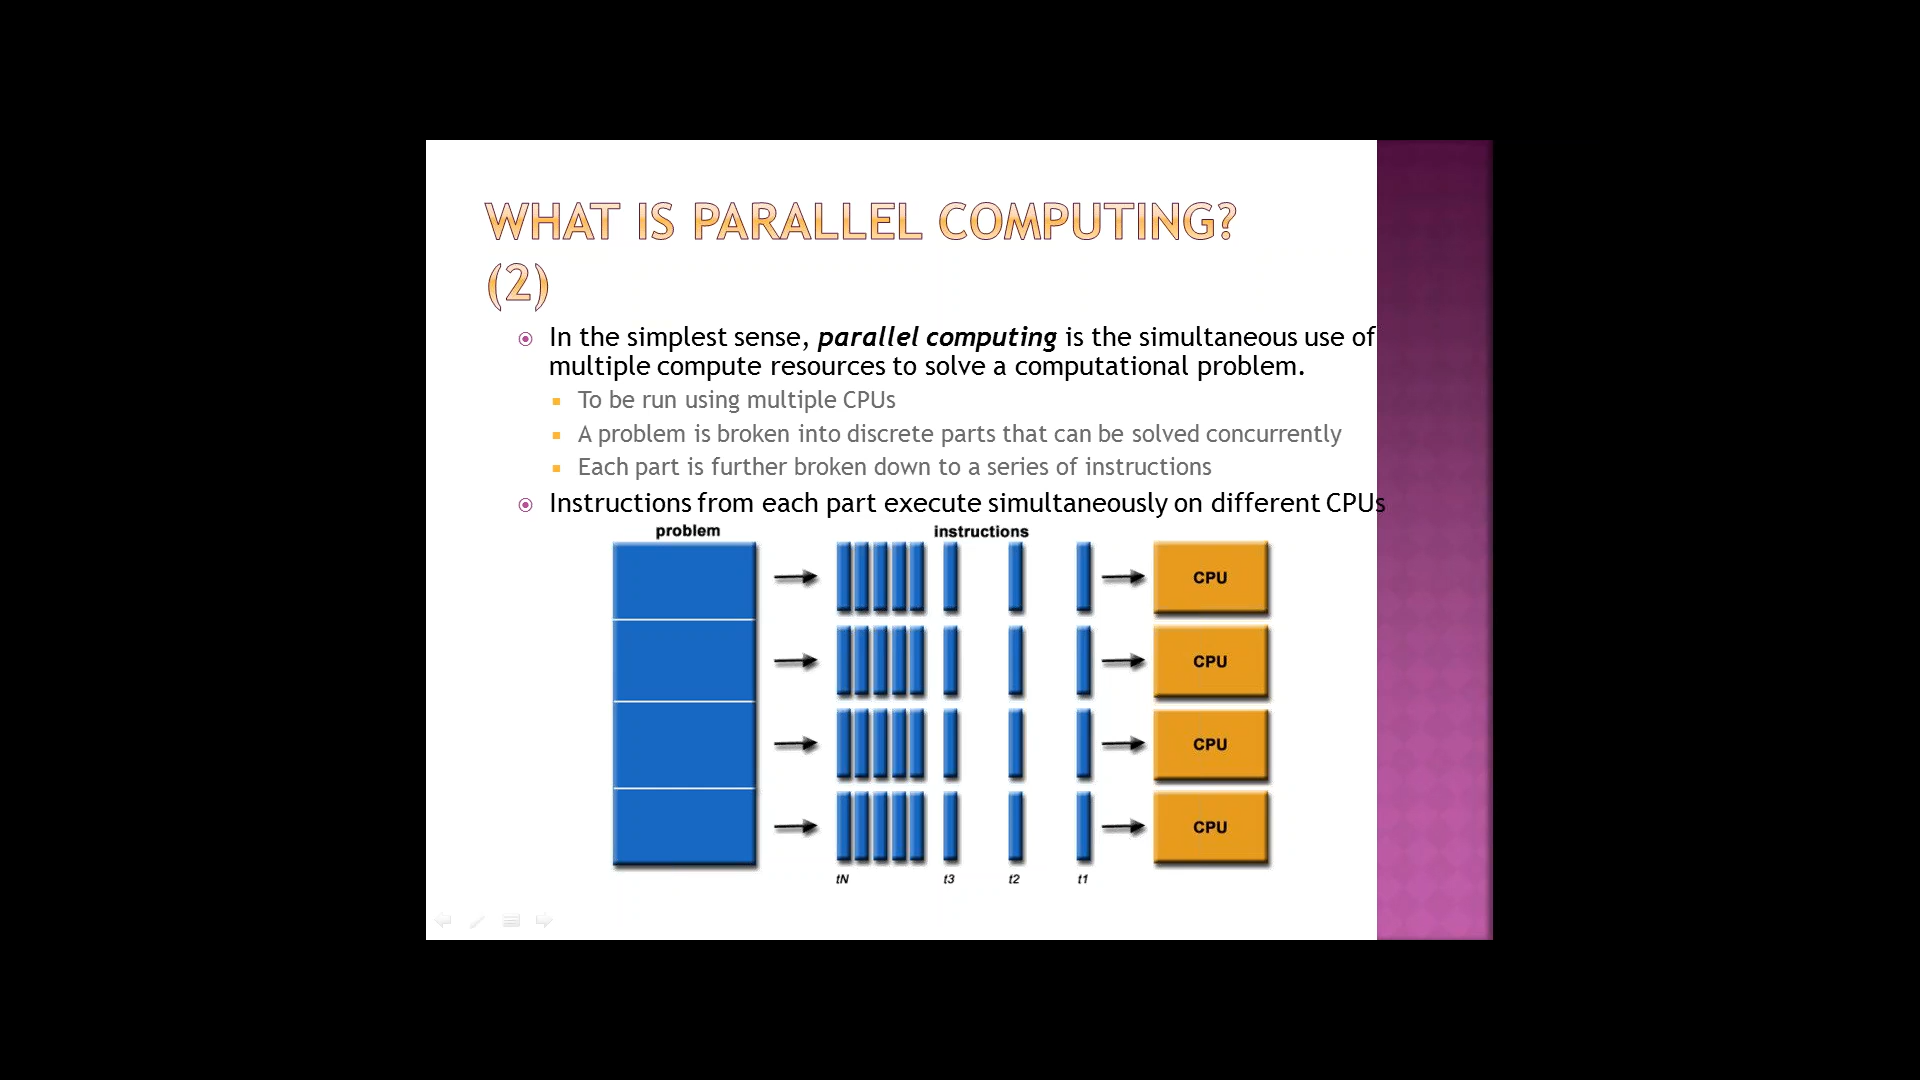 WHAT IS PARALLEL COMPUTING?
(2)
In the simplest sense, parallel computing is the simultaneous use of
multiple compute resources to solve a computational problem.
To be run using multiple CPUs
A problem is broken into discrete parts that can be solved concurrently
Each part is further broken down to a series of instructions
Instructions from each part execute simultaneously on different CPUs
problem
instructions
CPU
CPU
CPU
CPU
tN
t3
t2
t1